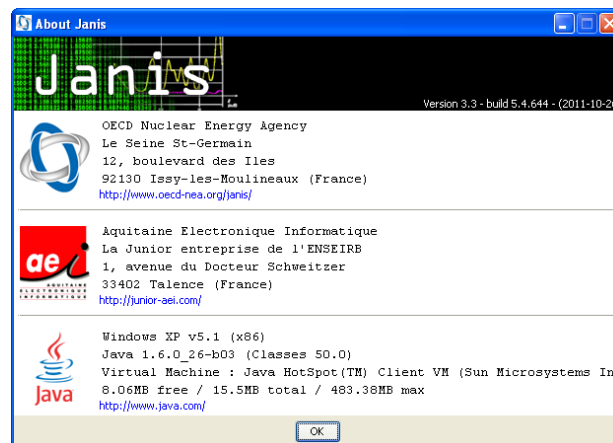 About Janis
Janis
Version 3.3 - build 5.4.644 - (2011-10-26
OECD Nuclear Energy Agency
Le Seine St-Germain
12, boulevard des Iles
92130 Issy-les-Moulineaux (France)
http://www.oecd-nea.org/janis/
Aquitaine Electronique Informatique
La Junior entreprise de l'ENSEIRB
1, avenue du Docteur Schweitzer
33402 Talence (France)
http://junior-aei.com/
aei
AQUITAINE
ELECTRONIQUE
INFORMATIQUE
Windows XP v5.1 (x86)
Java 1.6.0_26-b03 (Classes 50.0)
Virtual Machine : Java HotSpot(TM) Client VM (Sun Microsystems In
8.06MB free / 15.5MB total / 483.38MB max
http://www.java.com/
Java
OK